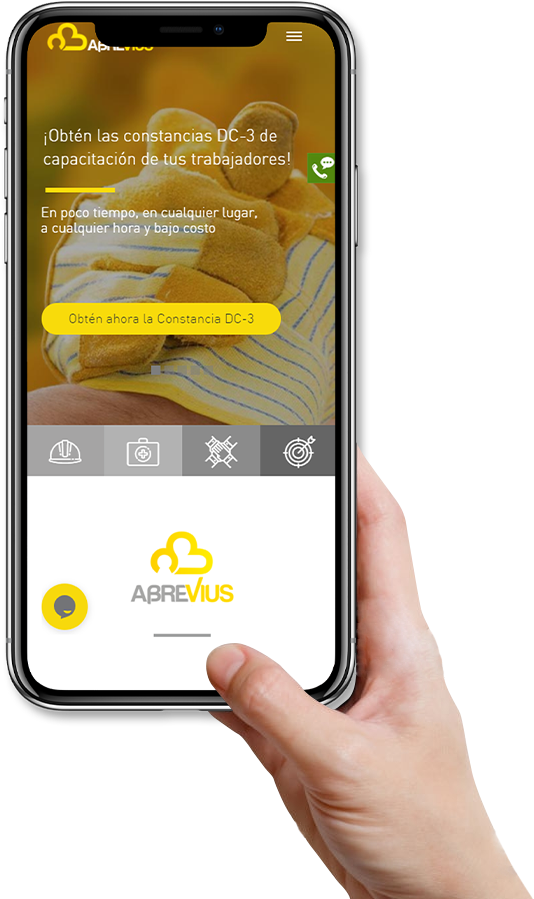 ABREVIUS
¡Obtén las constancias DC-3 de
capacitación de tus trabajadores!
En poco tiempo, en cualquier lugar,
a cualquier hora y bajo costo
Obtén ahora la Constancia DC-3
ABREVIUS